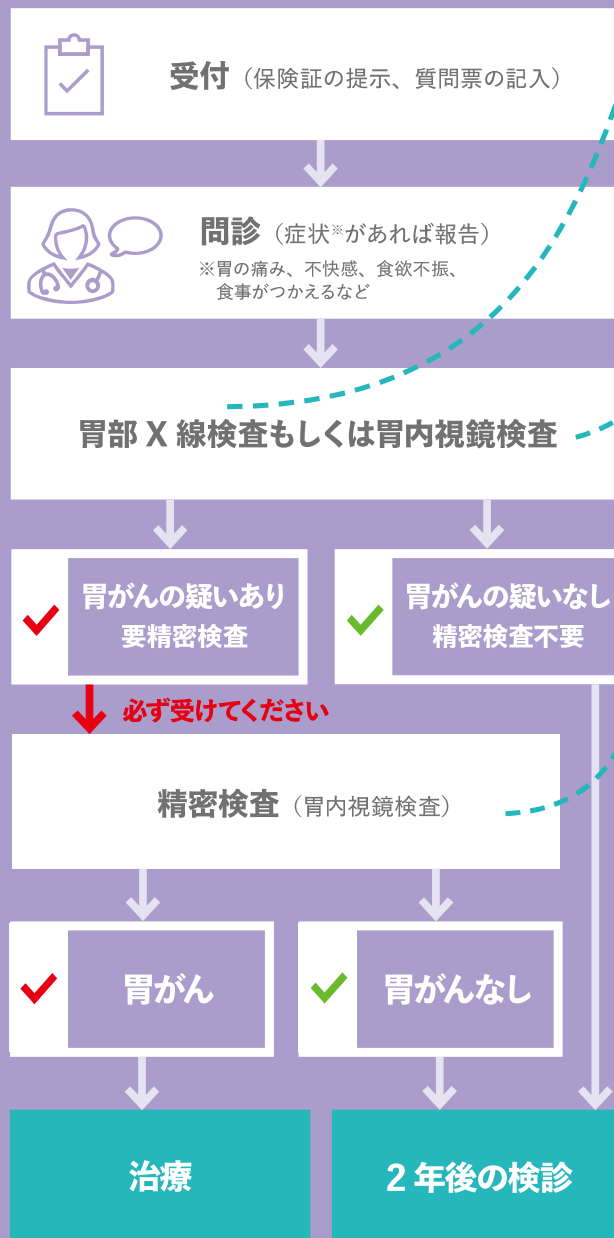 受付（保険証の提示、質問票の記入）
問診（症状※があれば報告）
※胃の痛み、不快感、食欲不振、
食事がつかえるなど
胃部 X 線検査もしくは胃内視鏡検査
胃がんの疑いあり
要精密検査
胃がんの疑いなし
精密検査不要
必ず受けてください
精密検査（胃内視鏡検査）
胃がん
胃がんなし
治療
2 年後の検診